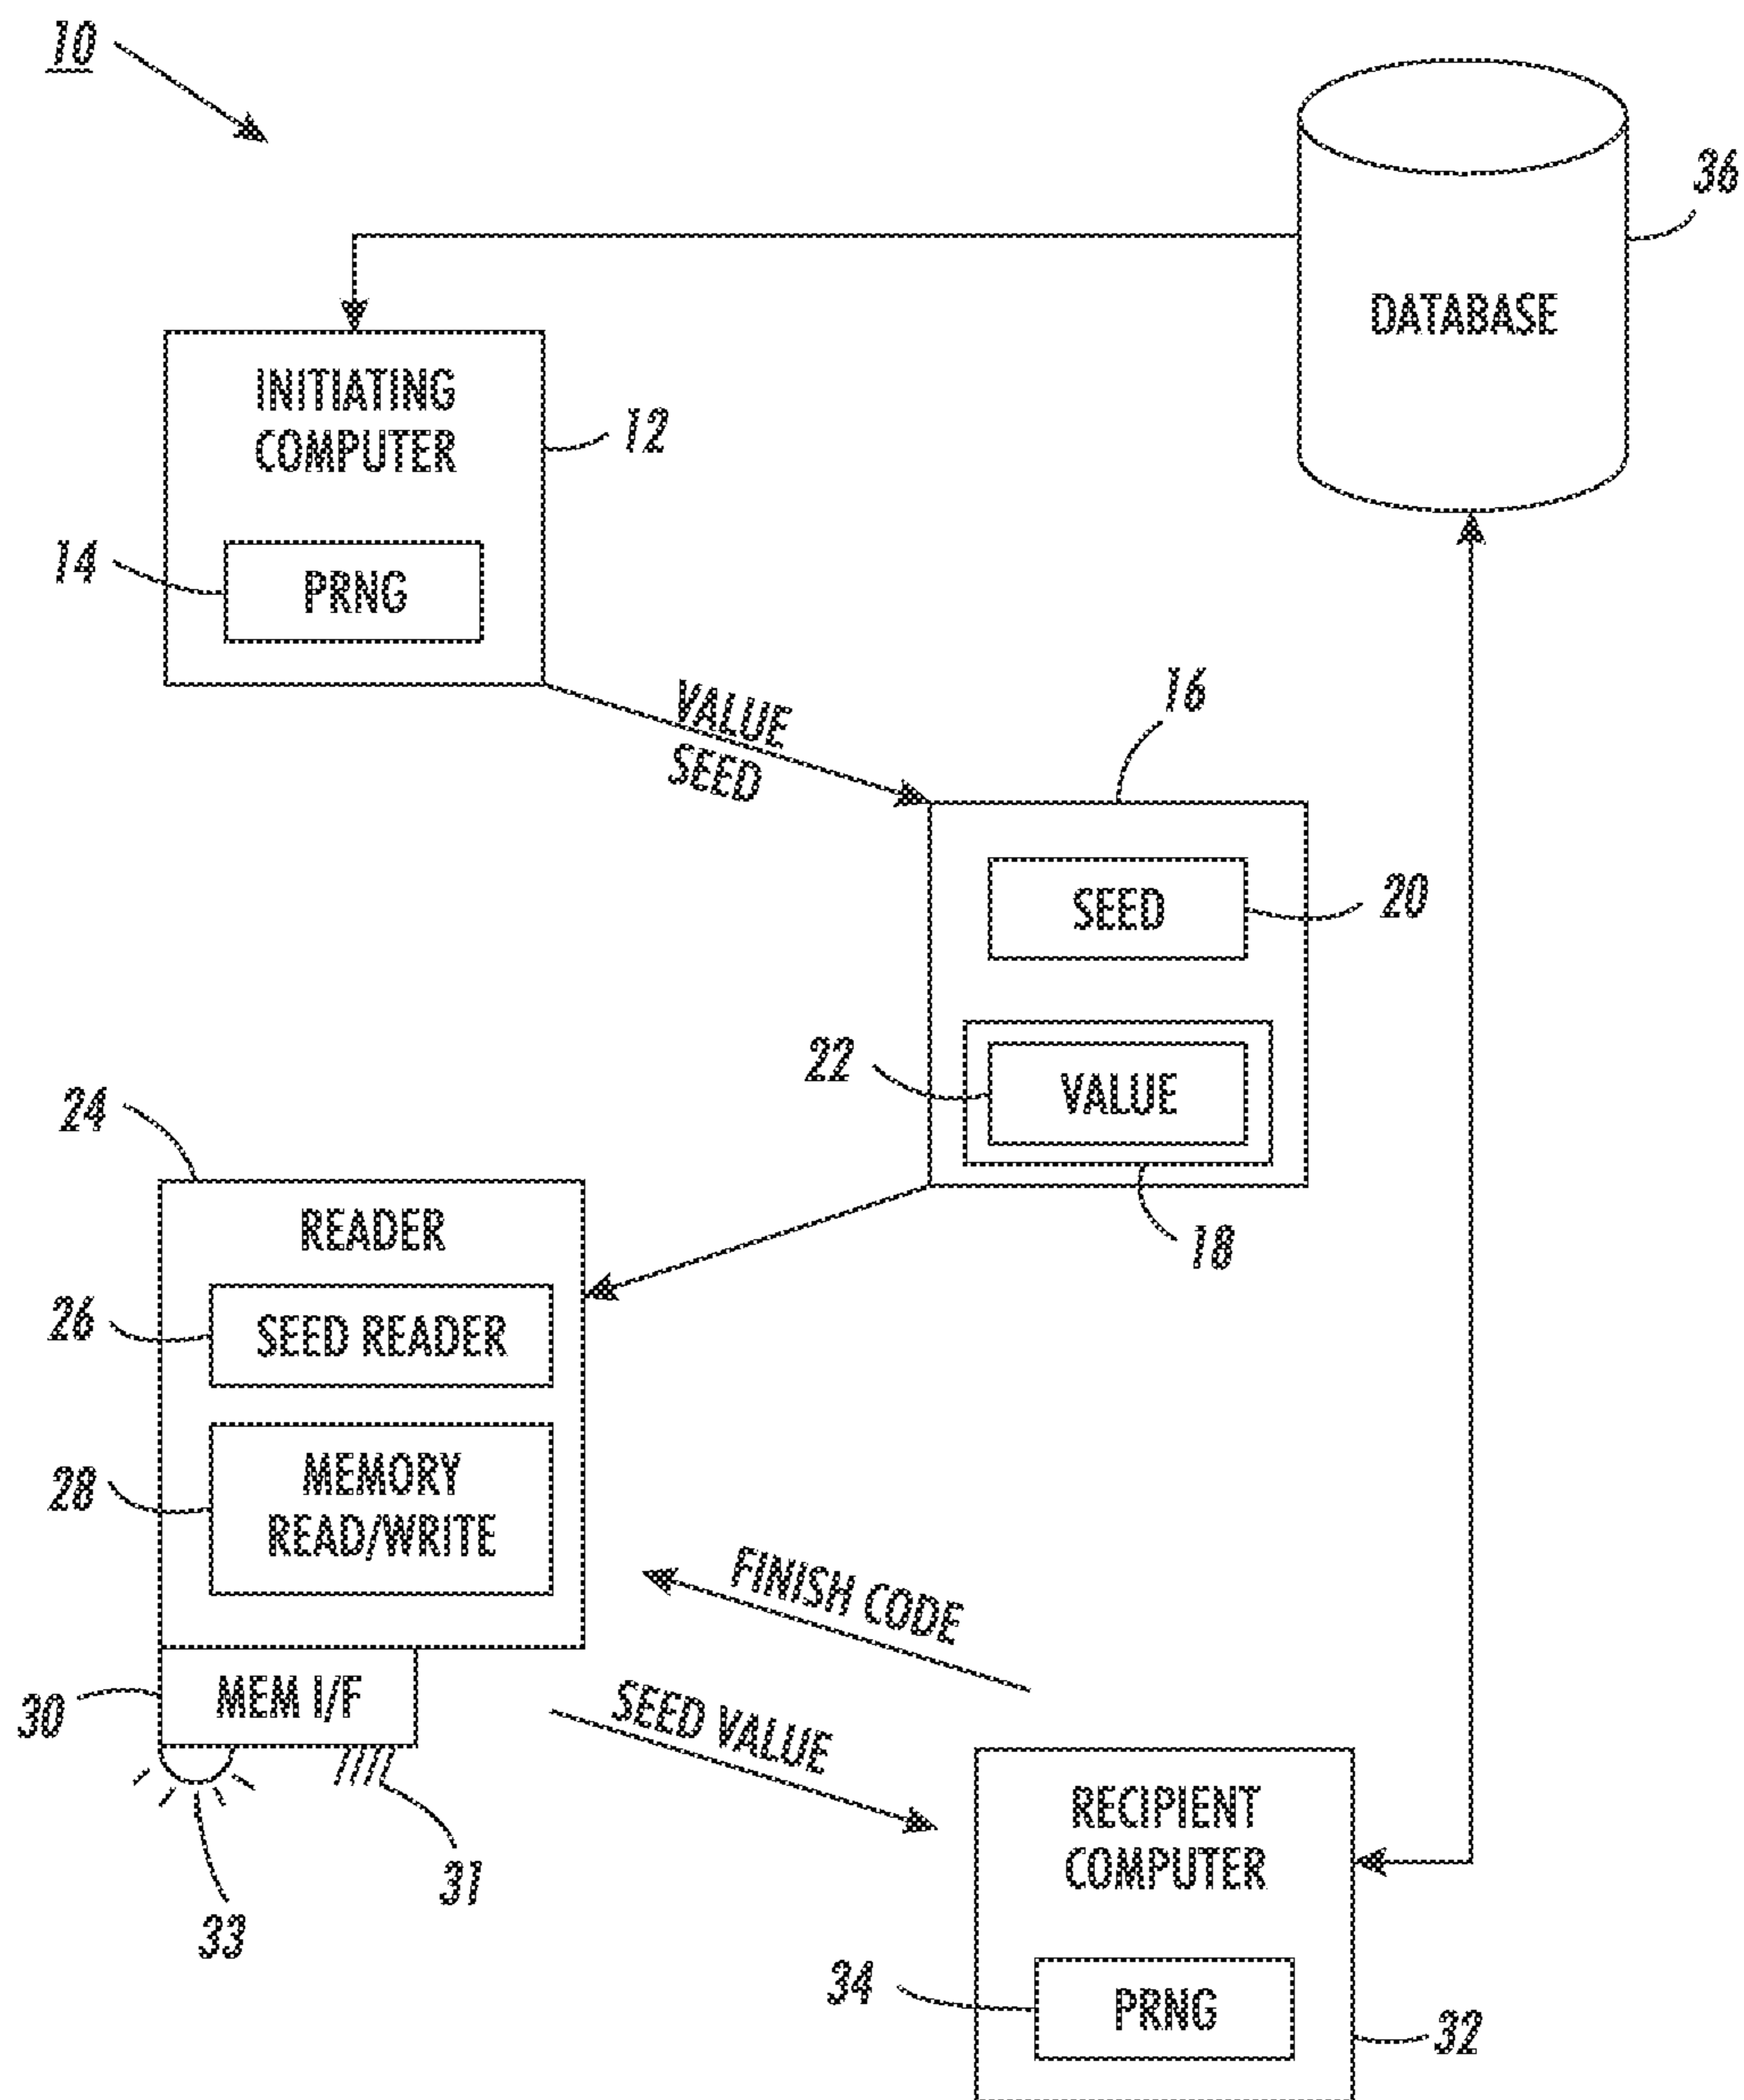 10
36
DATABASE
INITIATING
COMPUTER
12
14
PRNG
VALUE
SEED
16
SEED
20
22
VALUE
18
24
READER
26
SEED READER
28
MEMORY
READ/WRITE
FINISH CODE
30
MEM I/F
SEED VALUE
31
33
RECIPIENT
COMPUTER
34
PRNG
32